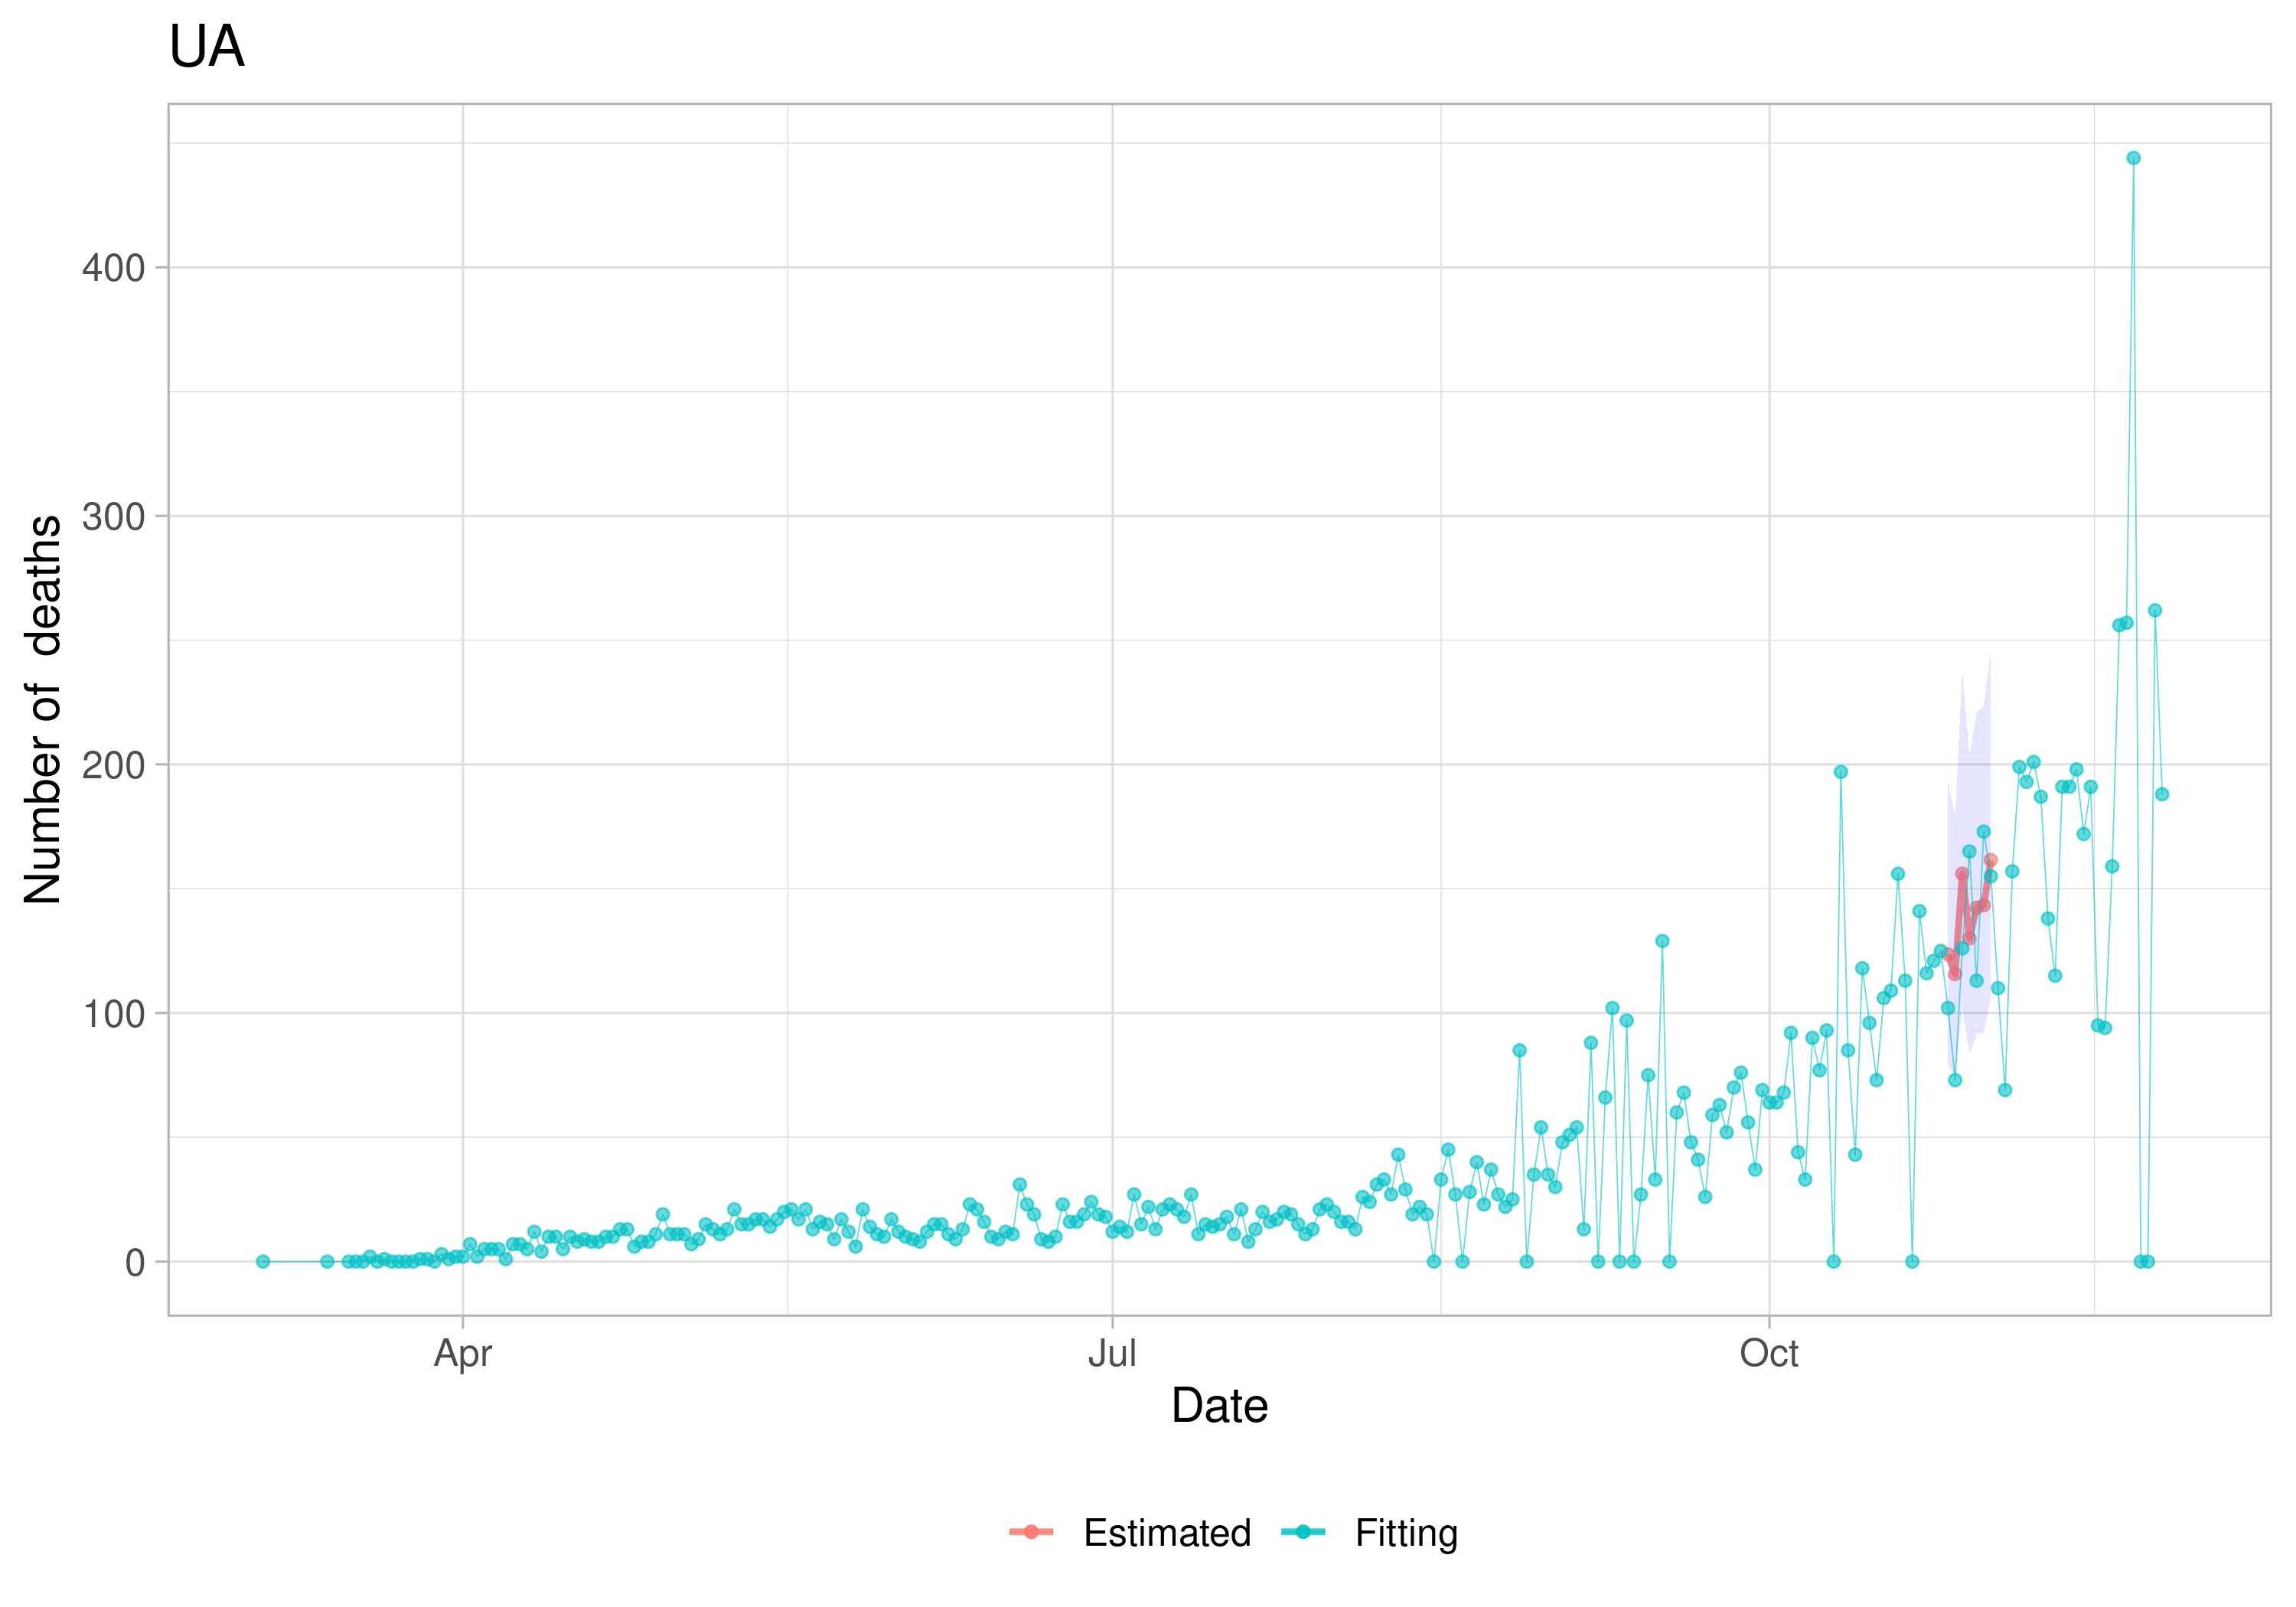 UA
Number of  deaths
400
300
200
100
0
Apr
Jul
Oct
Date
Estimated
Fitting